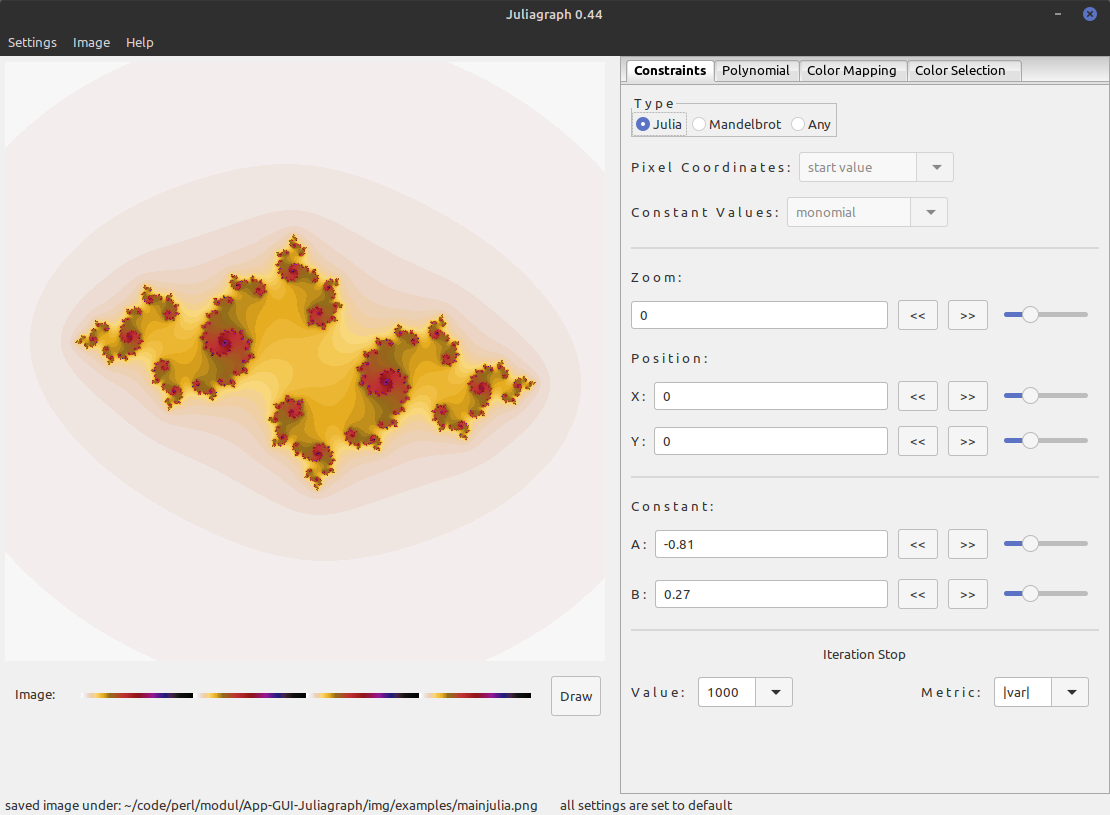 Juliagraph 0.44
Settings Image Help
Constraints Polynomial Color Mapping Color Selection
Type
Julia Mandelbrot Any
Pixel Coordinates: start value
Constant Values: monomial
Zoom:
0 << >>
Position:
X: 0 << >>
Y: 0 << >>
Constant:
A: -0.81 << >>
B: 0.27 << >>
Iteration Stop
Value: 1000 Metric: |var|
Image: Draw
saved image under: ~/code/perl/modul/App-GUI-Juliagraph/img/examples/mainjulia.png all settings are set to default